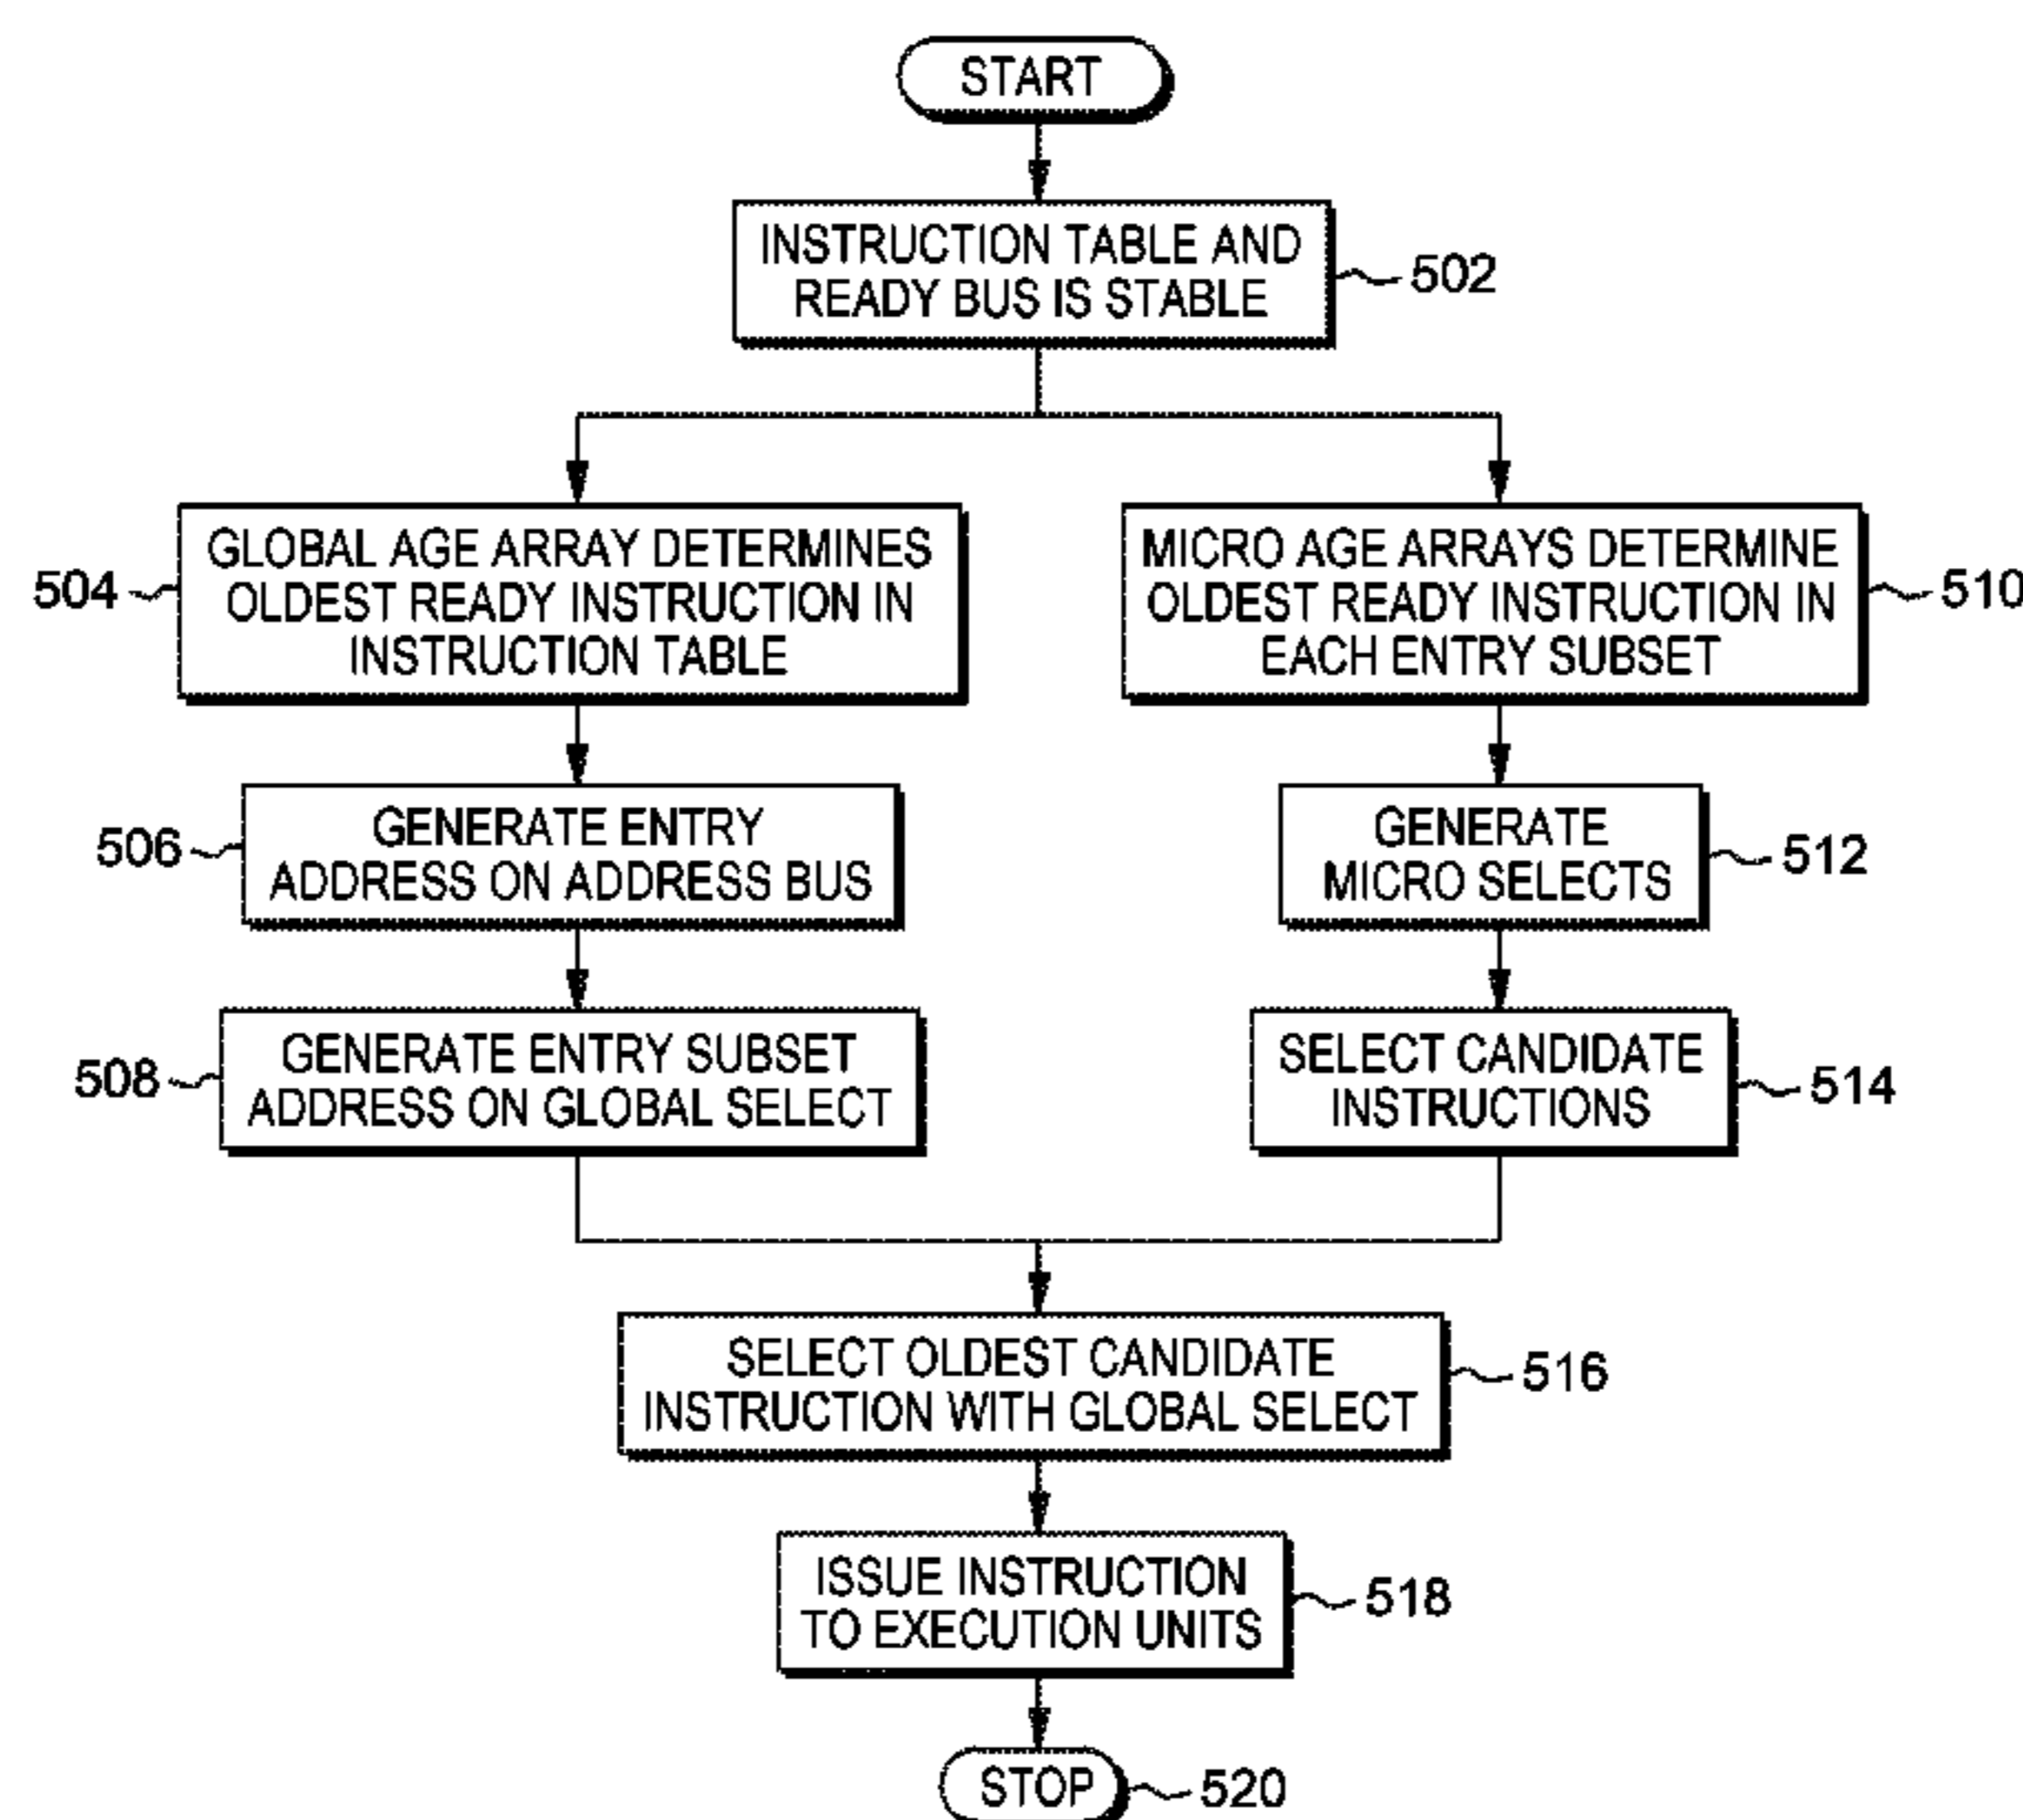 START
INSTRUCTION TABLE AND
READY BUS IS STABLE
502
GLOBAL AGE ARRAY DETERMINES
OLDEST READY INSTRUCTION IN
INSTRUCTION TABLE
504
GENERATE ENTRY
ADDRESS ON ADDRESS BUS
506
GENERATE ENTRY SUBSET
ADDRESS ON GLOBAL SELECT
508
MICRO AGE ARRAYS DETERMINE
OLDEST READY INSTRUCTION IN
EACH ENTRY SUBSET
510
GENERATE
MICRO SELECTS
512
SELECT CANDIDATE
INSTRUCTIONS
514
SELECT OLDEST CANDIDATE
INSTRUCTION WITH GLOBAL SELECT
516
ISSUE INSTRUCTION
TO EXECUTION UNITS
518
STOP
520